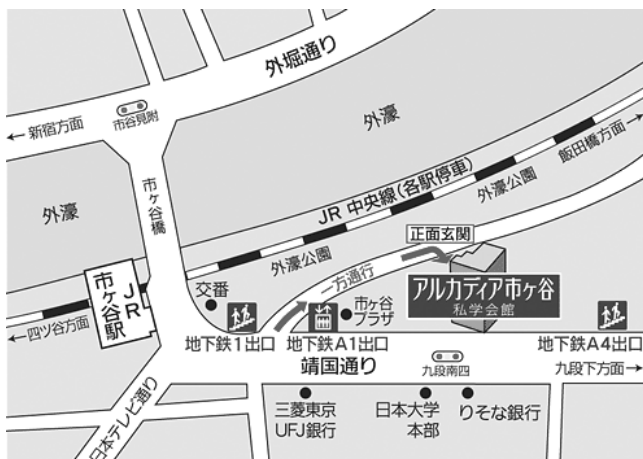 外堀通り
←新宿方面
市谷見附
外濠
飯田橋方面→
市ヶ谷橋
JR 中央線(各駅停車)
外濠公園
外濠
正面玄関
外濠公園
一方通行
アルカディア市ヶ谷
私学会館
JR
市ヶ谷駅
交番
市ヶ谷
プラザ
←四ツ谷方面
地下鉄1出口
地下鉄A1出口
地下鉄A4出口
靖国通り
九段南四
九段下方面→
日本テレビ通り
三菱東京
UFJ銀行
日本大学
本部
りそな銀行